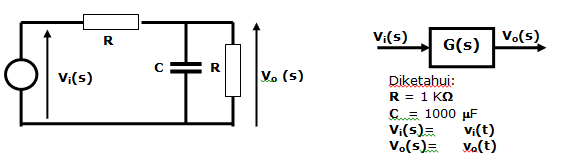 R
C
R
Vi(s)
Vo (s)
Vi(s)
G(s)
Vo(s)
Diketahui:
R = 1 KΩ
C = 1000 μF
Vi(s)= vi(t)
Vo(s)= vo(t)